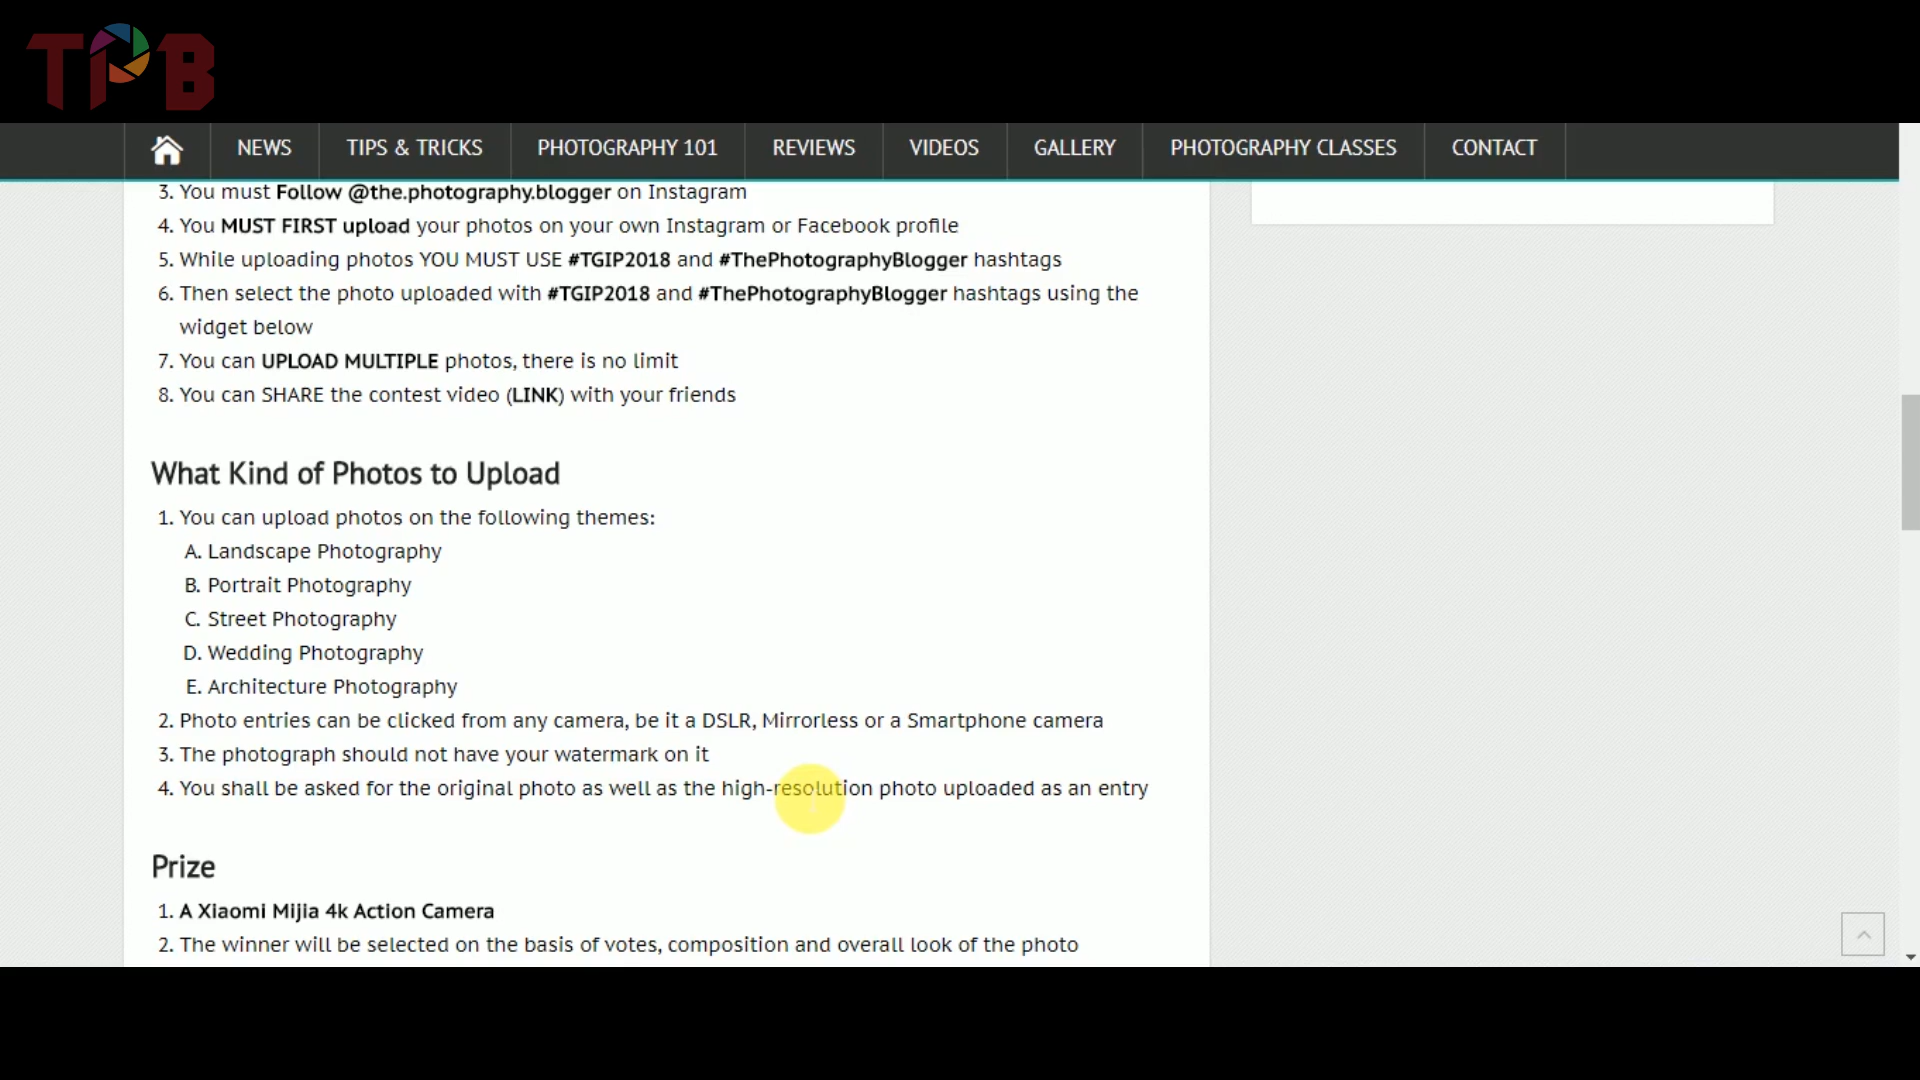 TPB
NEWS TIPS & TRICKS PHOTOGRAPHY 101 REVIEWS VIDEOS GALLERY PHOTOGRAPHY CLASSES CONTACT
3. You must Follow @the.photography.blogger on Instagram
4. You MUST FIRST upload your photos on your own Instagram or Facebook profile
5. While uploading photos YOU MUST USE #TGIP2018 and #ThePhotographyBlogger hashtags
6. Then select the photo uploaded with #TGIP2018 and #ThePhotographyBlogger hashtags using the
widget below
7. You can UPLOAD MULTIPLE photos, there is no limit
8. You can SHARE the contest video (LINK) with your friends
What Kind of Photos to Upload
1. You can upload photos on the following themes:
A. Landscape Photography
B. Portrait Photography
C. Street Photography
D. Wedding Photography
E. Architecture Photography
2. Photo entries can be clicked from any camera, be it a DSLR, Mirrorless or a Smartphone camera
3. The photograph should not have your watermark on it
4. You shall be asked for the original photo as well as the high-resolution photo uploaded as an entry
Prize
1. A Xiaomi Mijia 4k Action Camera
2. The winner will be selected on the basis of votes, composition and overall look of the photo